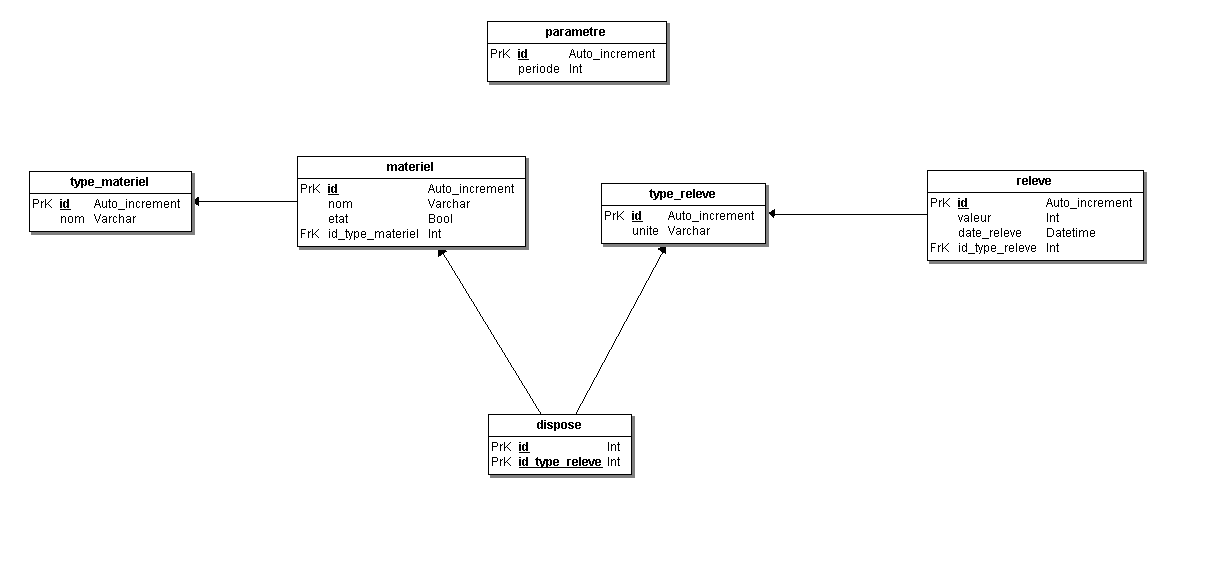 parametre
PrK id Auto_increment
periode Int
type_materiel
PrK id Auto_increment
nom Varchar
materiel
PrK id Auto_increment
nom Varchar
etat Bool
FrK id_type_materiel Int
type_releve
PrK id Auto_increment
unite Varchar
releve
PrK id Auto_increment
valeur Int
date_releve Datetime
FrK id_type_releve Int
dispose
PrK id Int
PrK id_type_releve Int